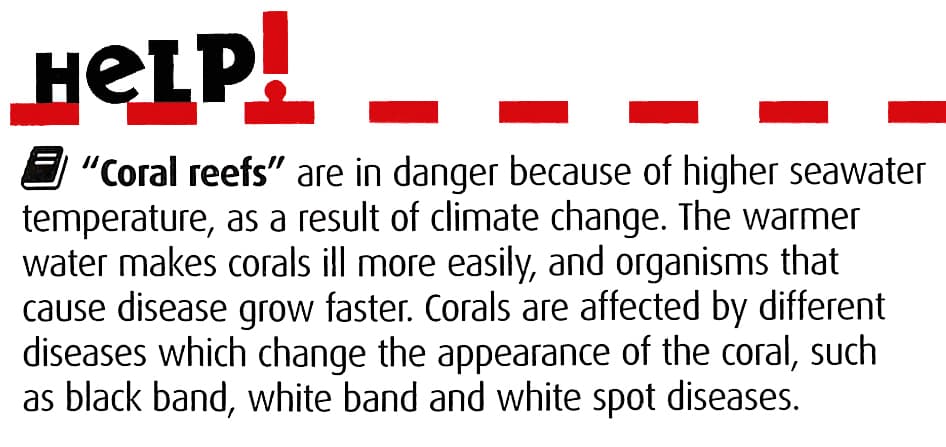 HeLP!
“Coral reefs” are in danger because of higher seawater
temperature, as a result of climate change. The warmer
water makes corals ill more easily, and organisms that
cause disease grow faster. Corals are affected by different
diseases which change the appearance of the coral, such
as black band, white band and white spot diseases.